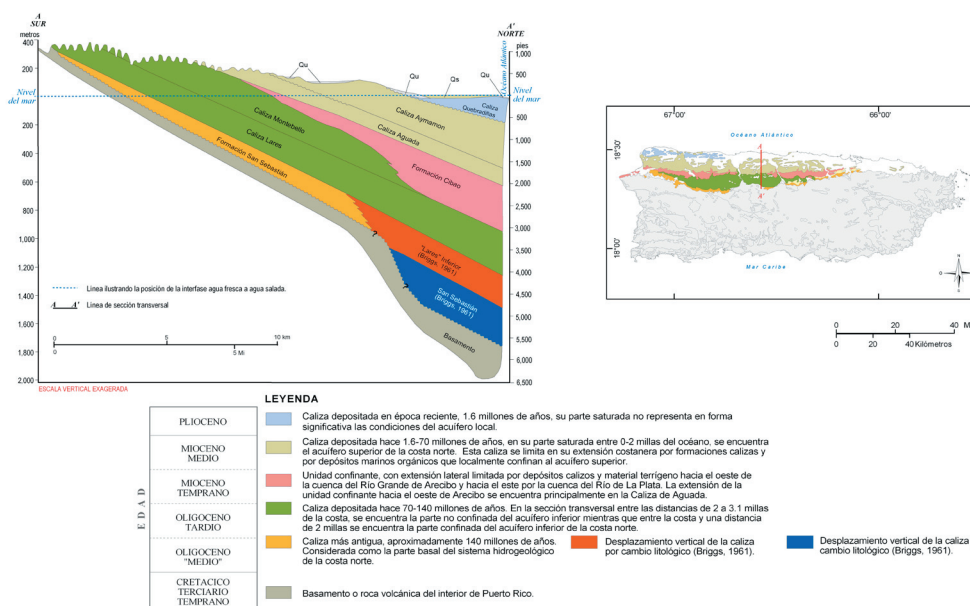 A
SUR
metros
400
200
Nivel
del mar
200
400
600
800
1,000
1,200
1.400
1.600
1.800
2.000
A'
NORTE
Océano Atlántico
pies
1,000
500
Nivel
del mar
500
1,000
1,500
2,000
2,500
3,000
3,500
4,000
4,500
5,000
5,500
6,000
6,500
Qu
Qu
Qs
Qu
Caliza
Quebradillas
Caliza Aymamon
Caliza Aguada
Formación Cibao
Caliza Montebello
Caliza Lares
Formación San Sebastián
"Lares" Inferior
(Briggs, 1961)
San Sebastián
(Briggs, 1961)
Basamento
?
?
Linea ilustrando la posición de la interfase agua fresca a agua salada.
A A' Linea de sección transversal
0 5 10 km
0 5 Mi
ESCALA VERTICAL EXAGERADA
67°00' 66°00'
18°30'
18°00'
Océano Atlántico
A'
A'
Mar Caribe
N
0 20 40 M
0 20 40 Kilómetros
LEYENDA
EDAD
PLIOCENO
Caliza depositada en época reciente, 1.6 millones de años, su parte saturada no representa en forma
significativa las condiciones del acuífero local.
MIOCENO
MEDIO
Caliza depositada hace 1.6-70 millones de años, en su parte saturada entre 0-2 millas del océano, se encuentra
el acuífero superior de la costa norte. Esta caliza se limita en su extensión costanera por formaciones calizas y
por depósitos marinos orgánicos que localmente confinan al acuífero superior.
MIOCENO
TEMPRANO
Unidad confinante, con extensión lateral limitada por depósitos calizos y material terrígeno hacia el oeste de
la cuenca del Río Grande de Arecibo y hacia el este por la cuenca del Río de La Plata. La extensión de la
unidad confinante hacia el oeste de Arecibo se encuentra principalmente en la Caliza de Aguada.
OLIGOCENO
TARDIO
Caliza depositada hace 70-140 millones de años. En la sección transversal entre las distancias de 2 a 3.1 millas
de la costa, se encuentra la parte no confinada del acuífero inferior mientras que entre la costa y una distancia
de 2 millas se encuentra la parte confinada del acuífero inferior de la costa norte.
OLIGOCENO
"MEDIO"
Caliza más antigua, aproximadamente 140 millones de años.
Considerada como la parte basal del sistema hidrogeológico
de la costa norte.
Desplazamiento vertical de la caliza
por cambio litológico (Briggs, 1961).
Desplazamiento vertical de la caliza
cambio litológico (Briggs, 1961).
CRETACICO
TERCIARIO
TEMPRANO
Basamento o roca volcánica del interior de Puerto Rico.